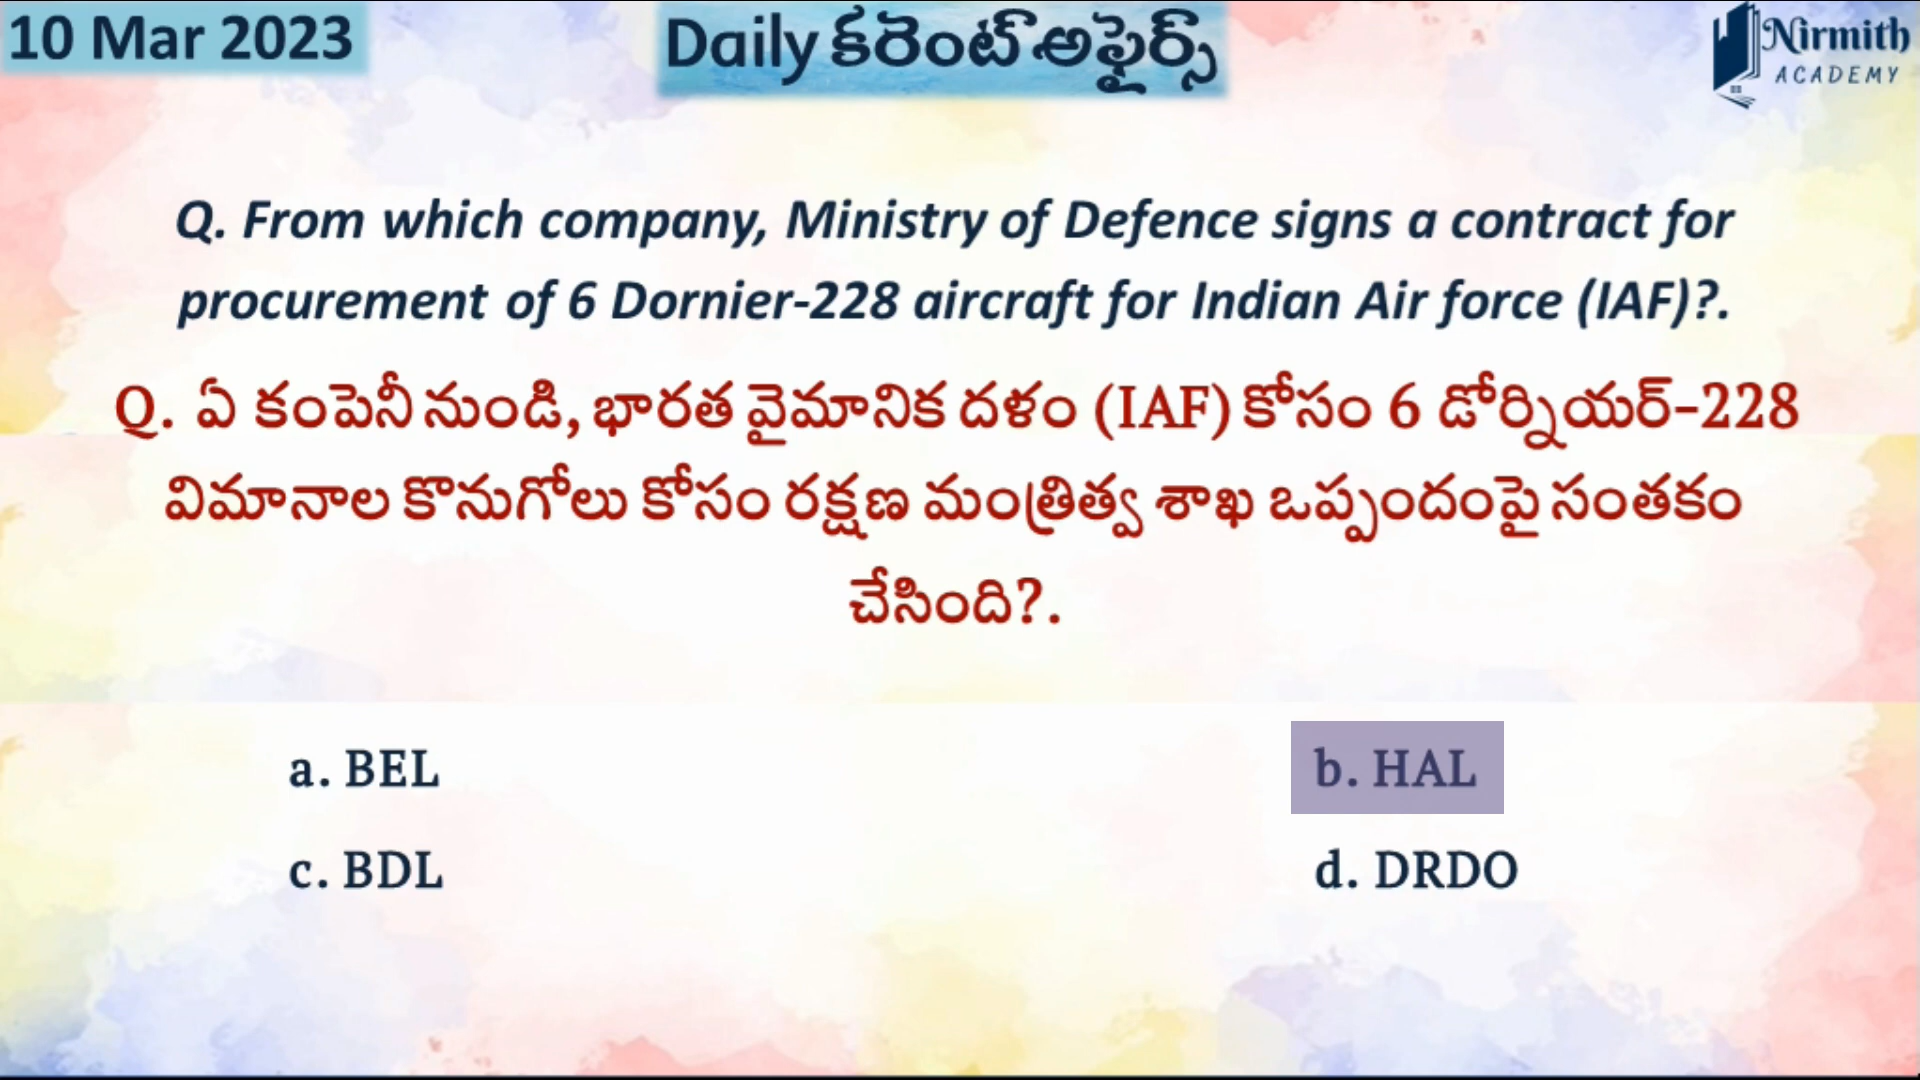 10 Mar 2023
Daily కరెంట్ అఫైర్స్
Nirmith
ACADEMY
Q. From which company, Ministry of Defence signs a contract for
procurement of 6 Dornier-228 aircraft for Indian Air force (IAF)?.
Q. ఏ కంపెనీ నుండి, భారత వైమానిక దళం (IAF) కోసం 6 డోర్నియర్-228
విమానాల కొనుగోలు కోసం రక్షణ మంత్రిత్వ శాఖ ఒప్పందంపై సంతకం
చేసింది?.
a. BEL
b. HAL
c. BDL
d. DRDO